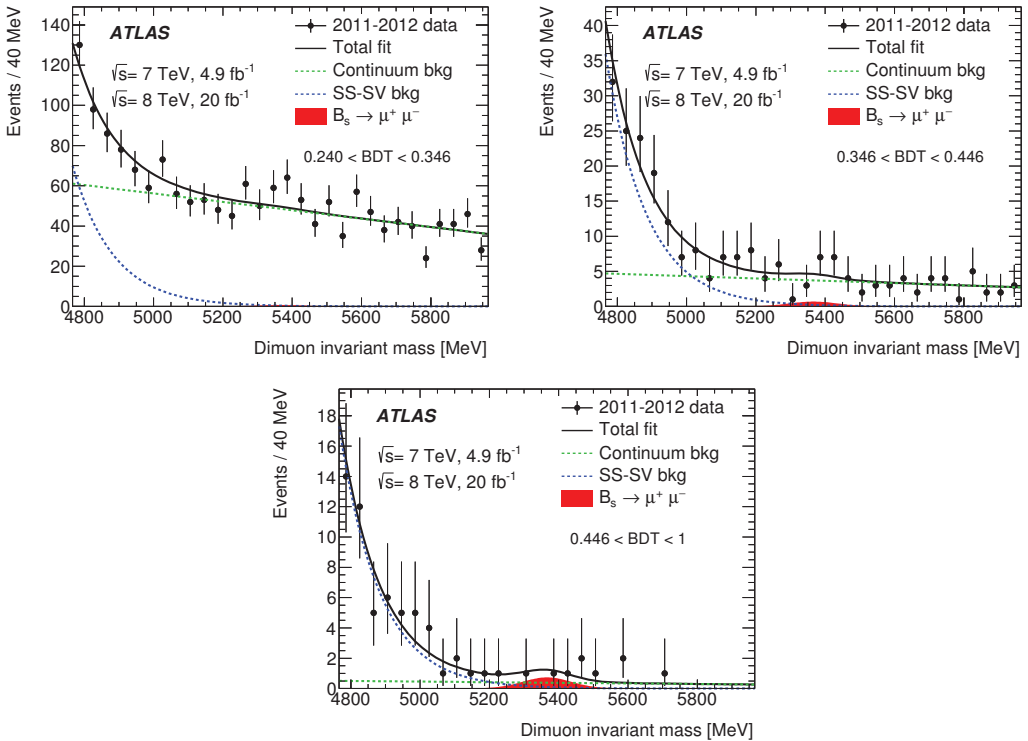 Events / 40 MeV
140
120
100
80
60
40
20
0
ATLAS
√s= 7 TeV, 4.9 fb⁻¹
√s= 8 TeV, 20 fb⁻¹
2011-2012 data
Total fit
Continuum bkg
SS-SV bkg
Bₛ → μ⁺ μ⁻
0.240 < BDT < 0.346
4800 5000 5200 5400 5600 5800
Dimuon invariant mass [MeV]
Events / 40 MeV
40
35
30
25
20
15
10
5
0
ATLAS
√s= 7 TeV, 4.9 fb⁻¹
√s= 8 TeV, 20 fb⁻¹
2011-2012 data
Total fit
Continuum bkg
SS-SV bkg
Bₛ → μ⁺ μ⁻
0.346 < BDT < 0.446
4800 5000 5200 5400 5600 5800
Dimuon invariant mass [MeV]
Events / 40 MeV
18
16
14
12
10
8
6
4
2
0
ATLAS
√s= 7 TeV, 4.9 fb⁻¹
√s= 8 TeV, 20 fb⁻¹
2011-2012 data
Total fit
Continuum bkg
SS-SV bkg
Bₛ → μ⁺ μ⁻
0.446 < BDT < 1
4800 5000 5200 5400 5600 5800
Dimuon invariant mass [MeV]